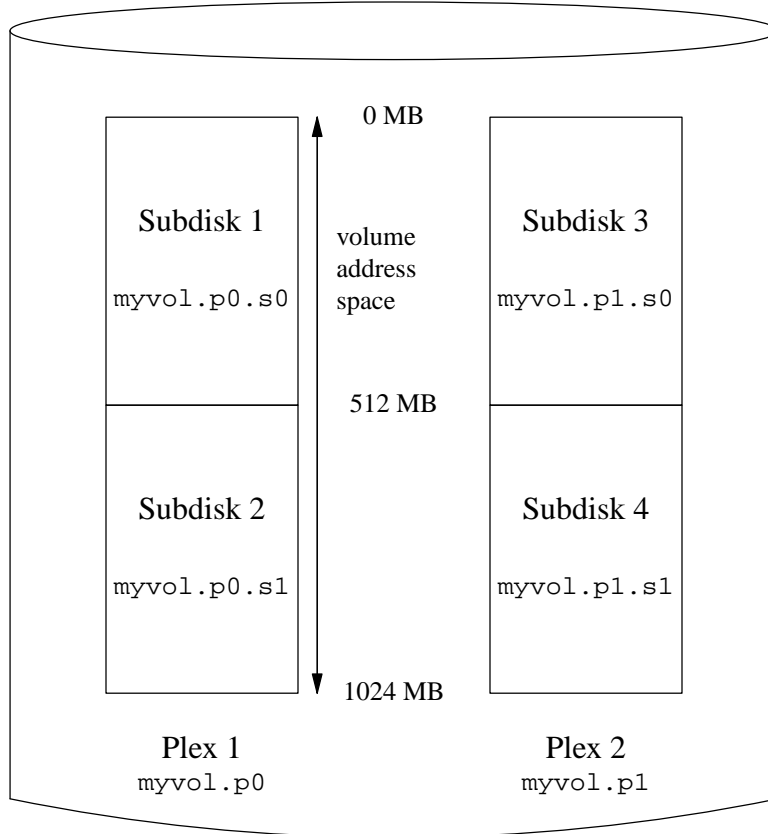 0 MB
Subdisk 1
Subdisk 3
volume
address
space
myvol.p0.s0
myvol.p1.s0
512 MB
Subdisk 2
Subdisk 4
myvol.p0.s1
myvol.p1.s1
1024 MB
Plex 1
Plex 2
myvol.p0
myvol.p1